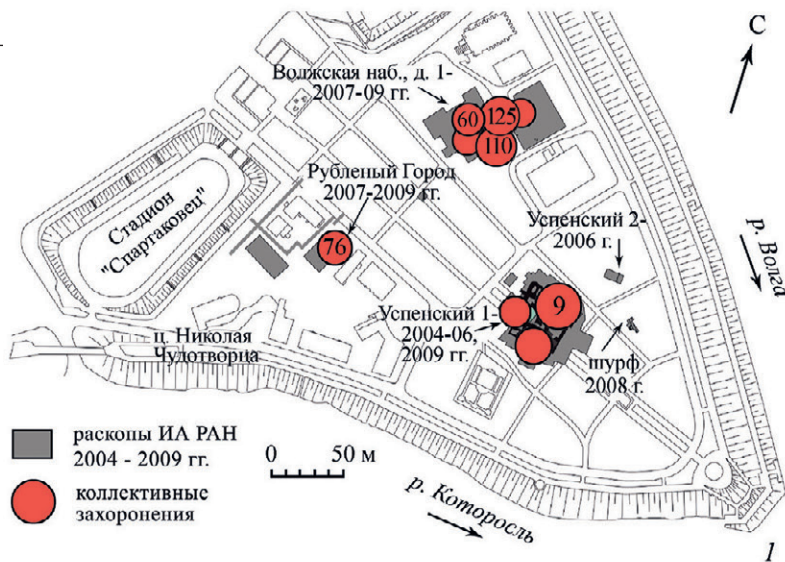 С
Волжская наб., д. 1-
2007-09 гг.
60
125
110
Рубленый Город
2007-2009 гг.
76
Стадион
"Спартаковец"
Успенский 2-
2006 г.
р. Волга
9
Успенский 1-
2004-06,
2009 гг.
шурф
2008 г.
ц. Николая
Чудотворца
раскопы ИА РАН
2004 - 2009 гг.
0 50 м
коллективные
захоронения
р. Которосль
1